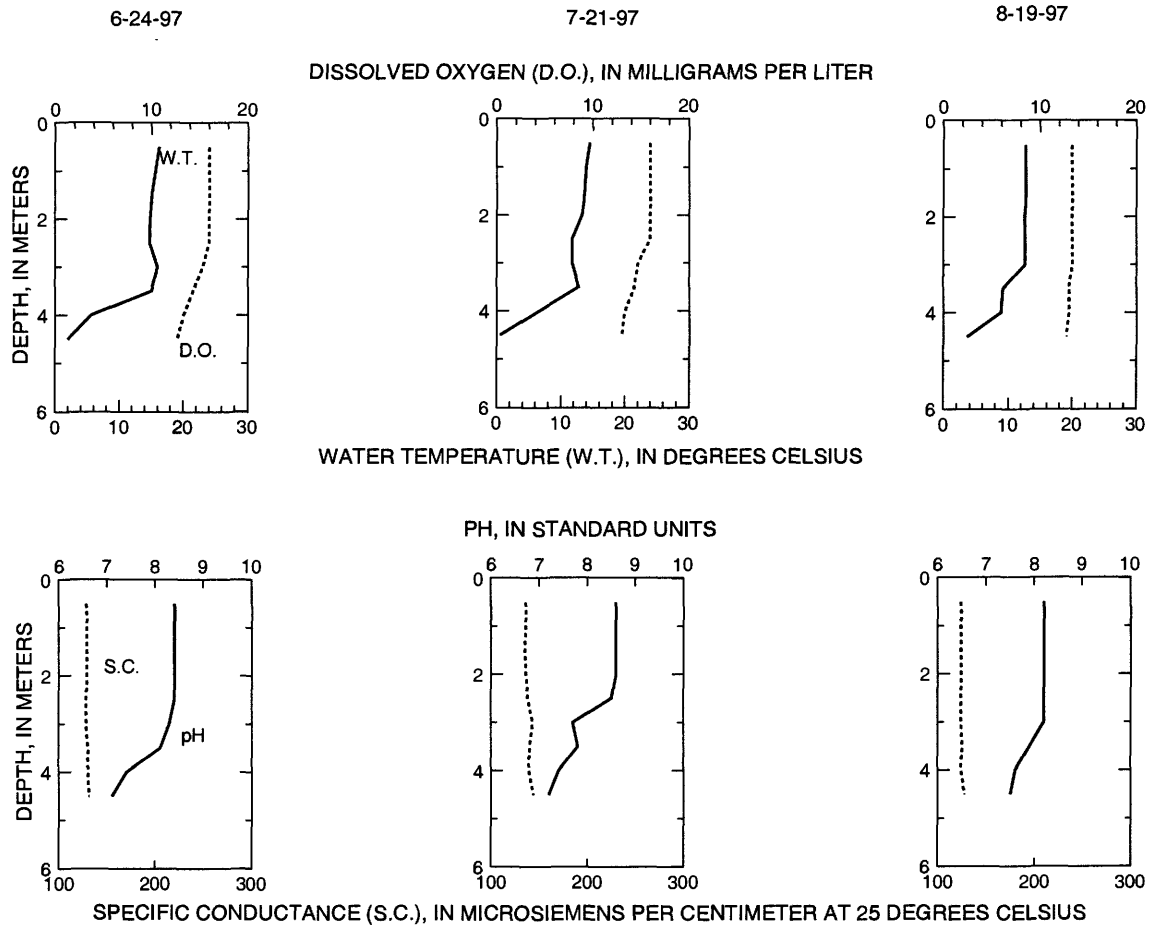 6-24-97 7-21-97 8-19-97
DISSOLVED OXYGEN (D.O.), IN MILLIGRAMS PER LITER
0 10 20 0 10 20 0 10 20
DEPTH, IN METERS
0 0 0
W.T.
2 2 2
4 4 4
D.O.
6 6 6
0 10 20 30 0 10 20 30 0 10 20 30
WATER TEMPERATURE (W.T.), IN DEGREES CELSIUS
PH, IN STANDARD UNITS
6 7 8 9 10 6 7 8 9 10 6 7 8 9 10
DEPTH, IN METERS
0 0 0
S.C.
2 2 2
pH
4 4 4
6 6 6
100 200 300 100 200 300 100 200 300
SPECIFIC CONDUCTANCE (S.C.), IN MICROSIEMENS PER CENTIMETER AT 25 DEGREES CELSIUS